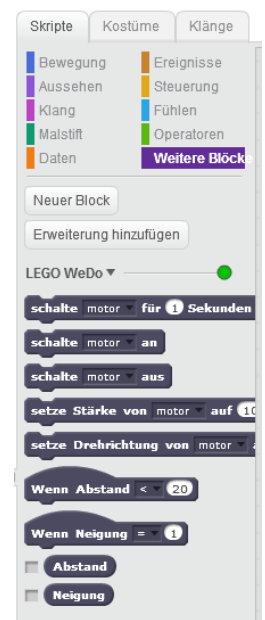 Skripte Kostüme Klänge
Bewegung Ereignisse
Aussehen Steuerung
Klang Fühlen
Malstift Operatoren
Daten Weitere Blöcke
Neuer Block
Erweiterung hinzufügen
LEGO WeDo
schalte motor für 1 Sekunden
schalte motor an
schalte motor aus
setze Stärke von motor auf 10
setze Drehrichtung von motor a
Wenn Abstand < 20
Wenn Neigung = 1
Abstand
Neigung